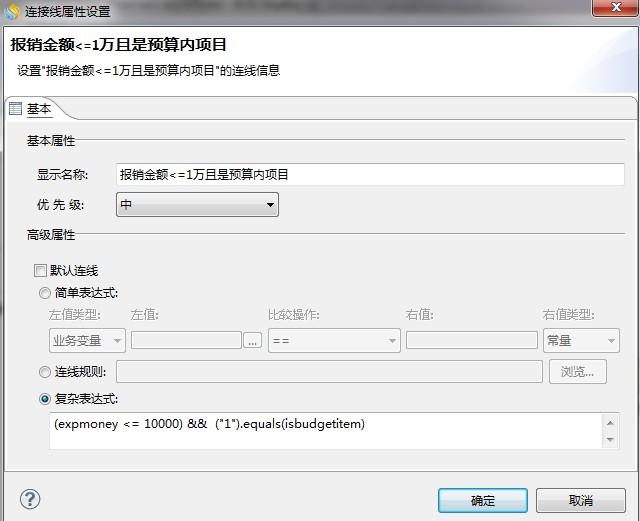 连接线属性设置
报销金额<=1万且是预算内项目
设置"报销金额<=1万且是预算内项目"的连线信息
基本
基本属性
显示名称: 报销金额<=1万且是预算内项目
优 先 级: 中
高级属性
默认连线
简单表达式:
左值类型: 左值: 比较操作: 右值: 右值类型:
业务变量 ... == 常量
连线规则: 浏览...
复杂表达式:
(expmoney <= 10000) && ("1").equals(isbudgetitem)
? 确定 取消